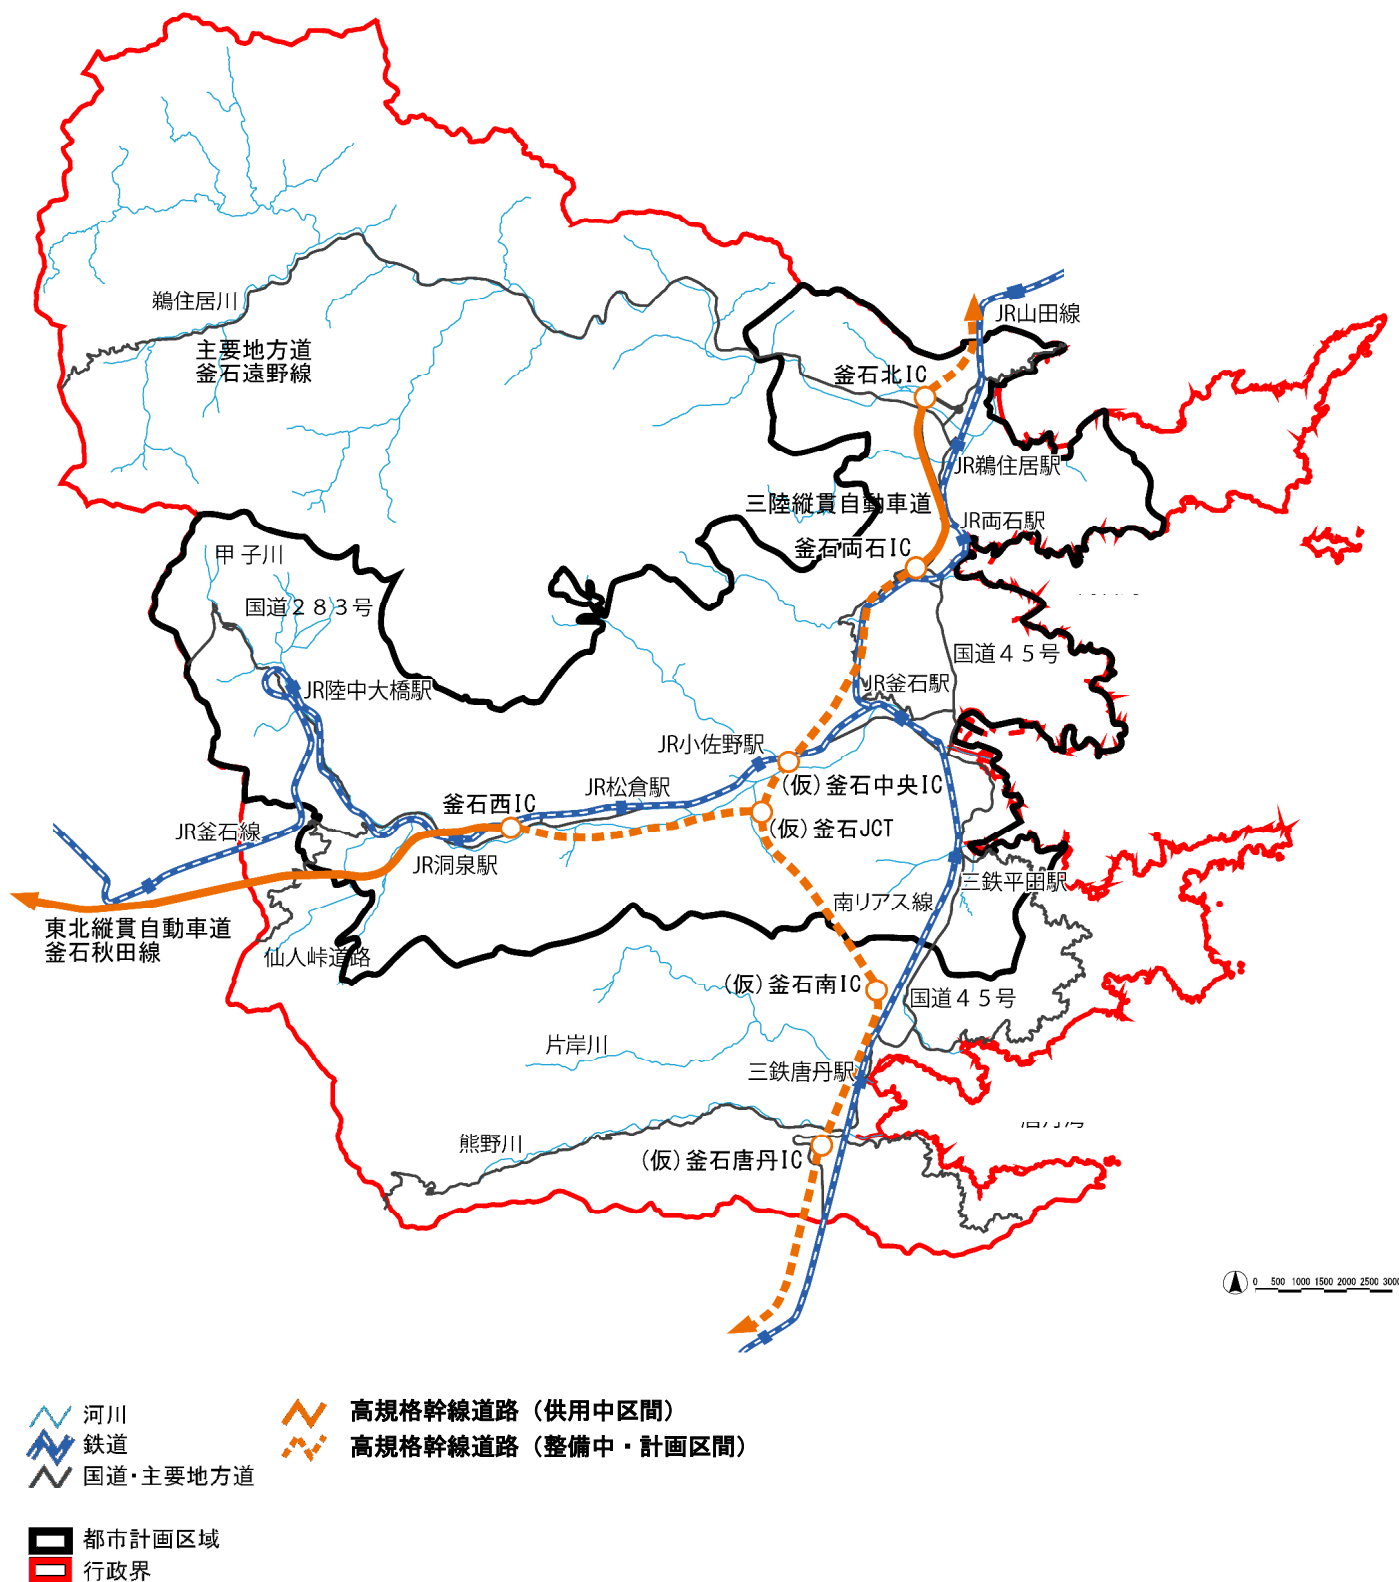 JR山田線
鵜住居川
主要地方道
釜石遠野線
釜石北IC
JR鵜住居駅
三陸縦貫自動車道
JR両石駅
釜石両石IC
甲子川
国道２８３号
国道４５号
JR陸中大橋駅
JR釜石駅
JR小佐野駅
(仮)釜石中央IC
JR松倉駅
釜石西IC
(仮)釜石JCT
JR釜石線
JR洞泉駅
三鉄平田駅
南リアス線
東北縦貫自動車道
釜石秋田線
仙人峠道路
(仮)釜石南IC
国道４５号
片岸川
三鉄唐丹駅
熊野川
(仮)釜石唐丹IC
0 500 1000 1500 2000 2500 3000
河川
鉄道
国道・主要地方道
高規格幹線道路（供用中区間）
高規格幹線道路（整備中・計画区間）
都市計画区域
行政界